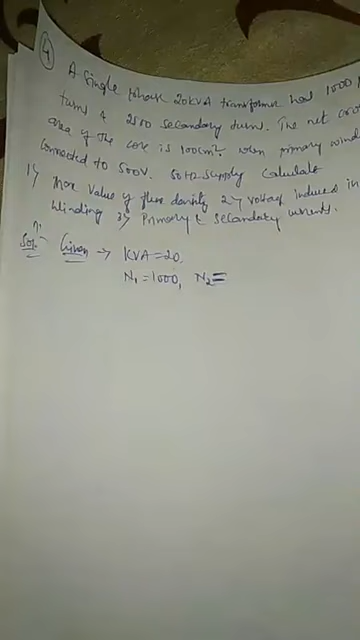 4) A single phase 20KVA transformer has 1000
turns & 2500 secondary turns. The net cro
area of the core is 100cm². when primary wind
connected to 500V. 50Hz supply Calculate
1) max Value of flux density 2) voltage induced in
winding 3) Primary & secondary currents.
Sol:- Given → KVA = 20,
N₁ = 1000, N₂ =